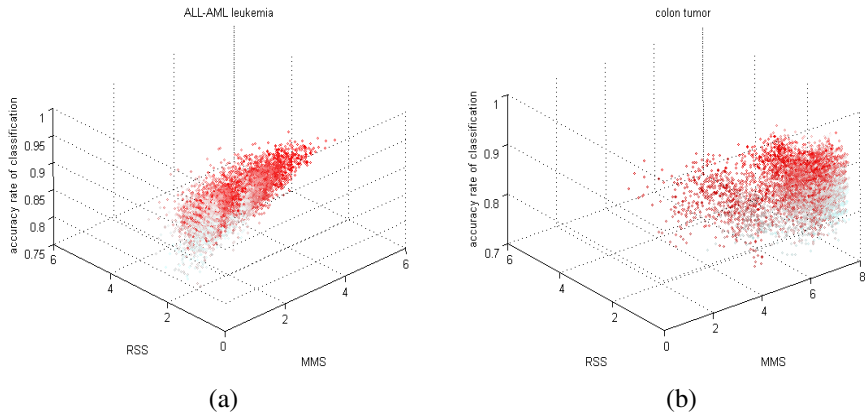 ALL-AML leukemia
accuracy rate of classification
1
0.95
0.9
0.85
0.8
0.75
6
4
2
0
RSS
2
4
6
MMS
(a)
colon tumor
accuracy rate of classification
1
0.9
0.8
0.7
6
4
2
0
RSS
2
4
6
8
MMS
(b)